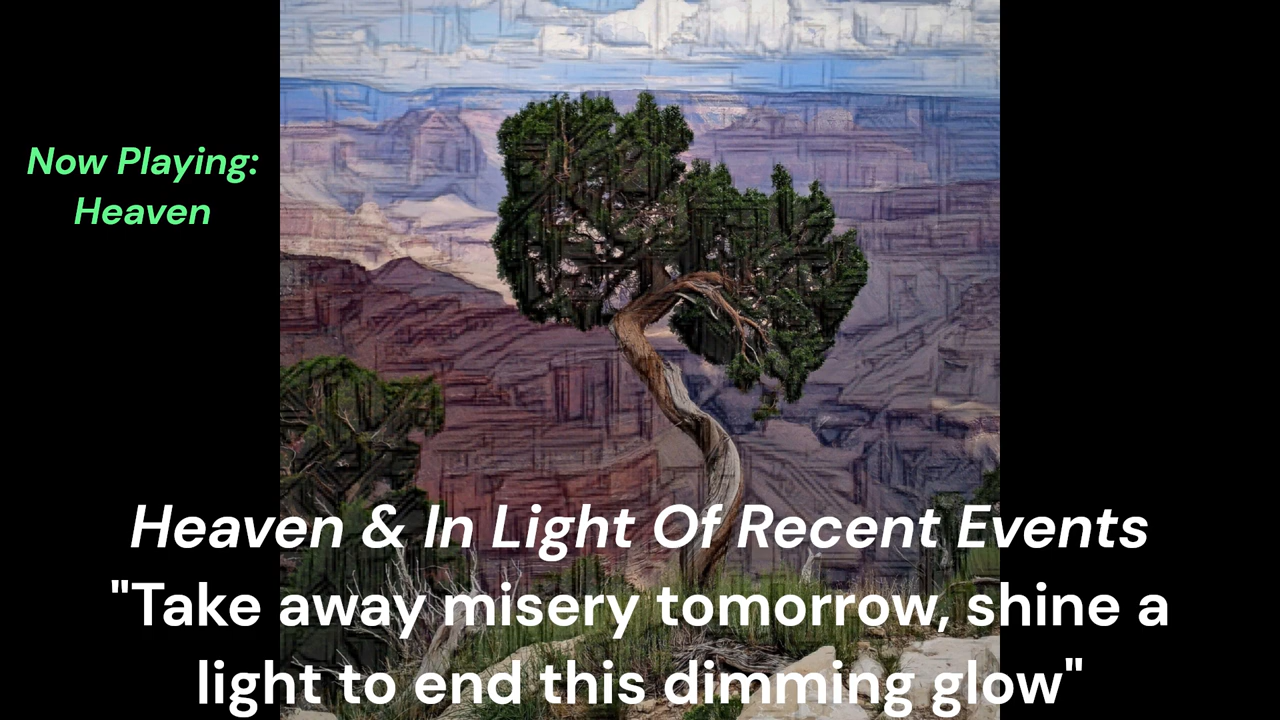 Now Playing:
Heaven
Heaven & In Light Of Recent Events
"Take away misery tomorrow, shine a
light to end this dimming glow"